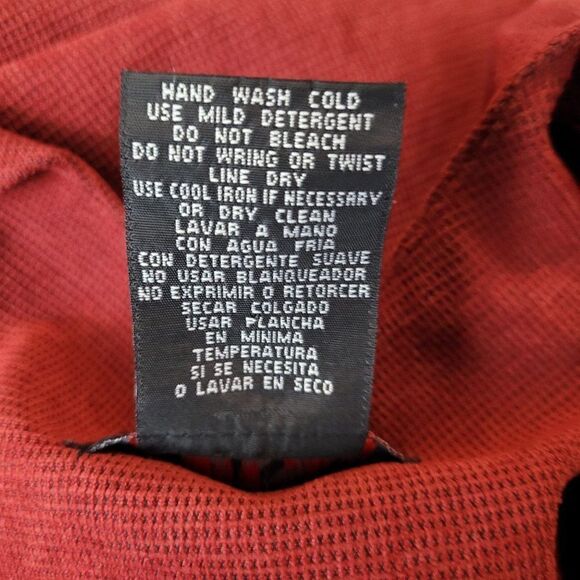 HAND WASH COLD
USE MILD DETERGENT
DO NOT BLEACH
DO NOT WRING OR TWIST
LINE DRY
USE COOL IRON IF NECESSARY
OR DRY CLEAN
LAVAR A MANO
CON AGUA FRIA
CON DETERGENTE SUAVE
NO USAR BLANQUEADOR
NO EXPRIMIR O RETORCER
SECAR COLGADO
USAR PLANCHA
EN MINIMA
TEMPERATURA
SI SE NECESITA
O LAVAR EN SECO